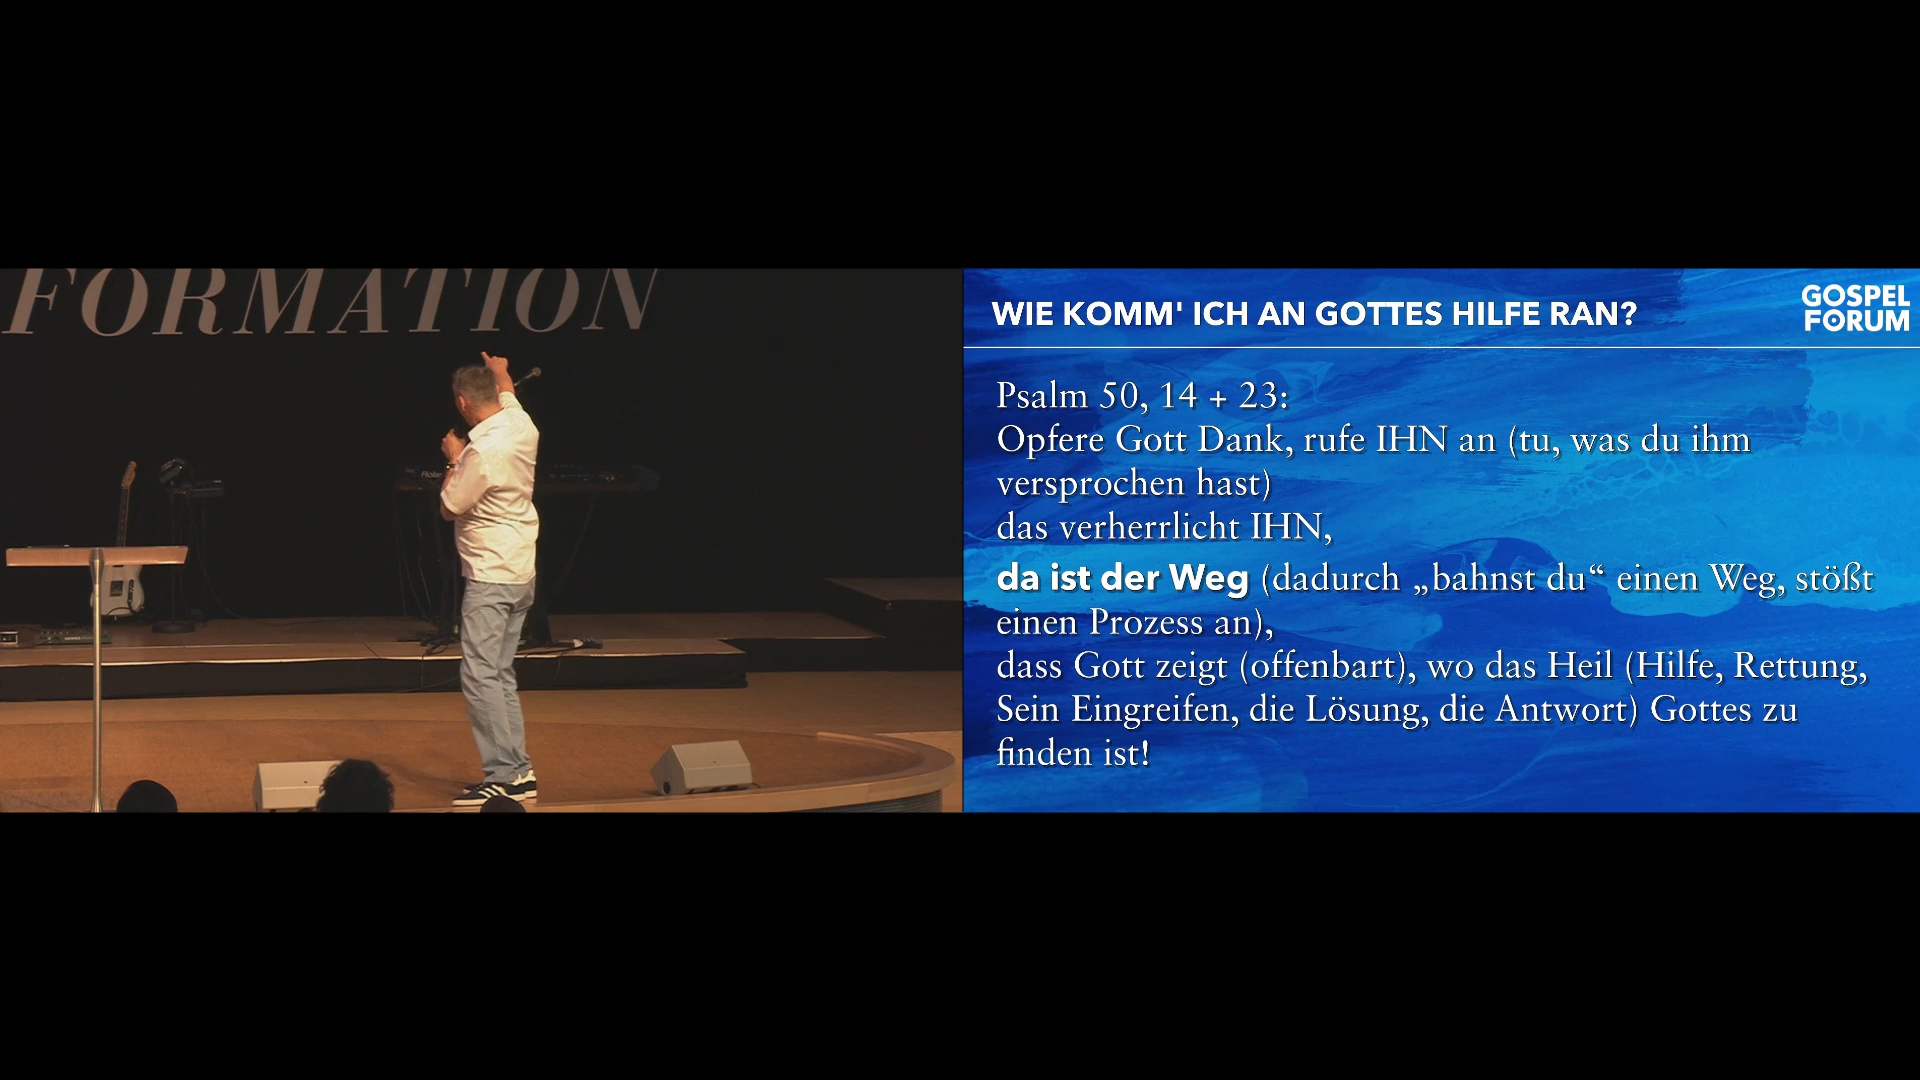 FORMATION
Roland
WIE KOMM' ICH AN GOTTES HILFE RAN?
GOSPEL
FORUM
Psalm 50, 14 + 23:
Opfere Gott Dank, rufe IHN an (tu, was du ihm
versprochen hast)
das verherrlicht IHN,
da ist der Weg (dadurch „bahnst du“ einen Weg, stößt
einen Prozess an),
dass Gott zeigt (offenbart), wo das Heil (Hilfe, Rettung,
Sein Eingreifen, die Lösung, die Antwort) Gottes zu
finden ist!